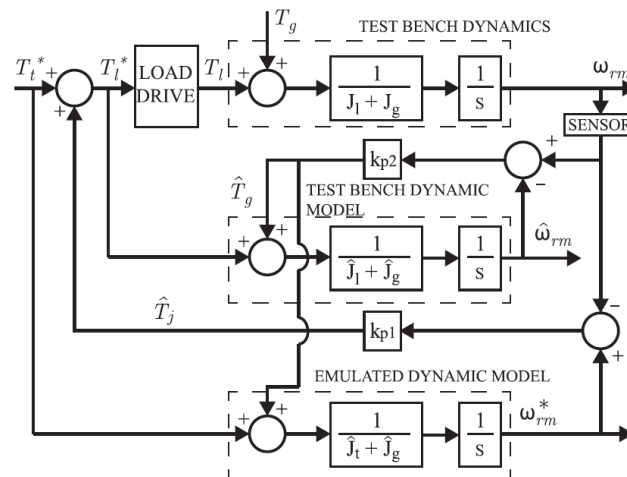 T_g
TEST BENCH DYNAMICS
T_t* + + T_l* LOAD DRIVE T_l + + 1 / (J_l + J_g) 1 / s ω_rm
SENSOR
k_p2 + −
T̂_g TEST BENCH DYNAMIC
MODEL
+ + 1 / (Ĵ_l + Ĵ_g) 1 / s ω̂_rm
T̂_j k_p1 − +
EMULATED DYNAMIC MODEL
+ + 1 / (Ĵ_t + Ĵ_g) 1 / s ω*_rm